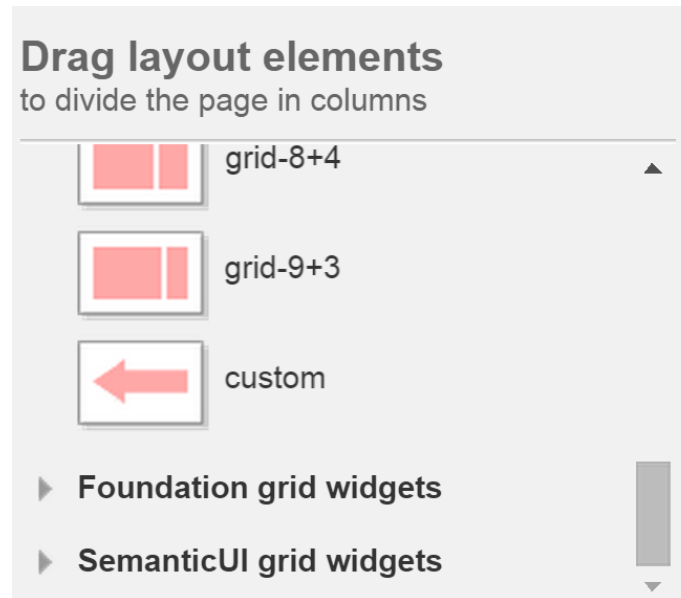 Drag layout elements
to divide the page in columns
grid-8+4
grid-9+3
custom
Foundation grid widgets
SemanticUI grid widgets